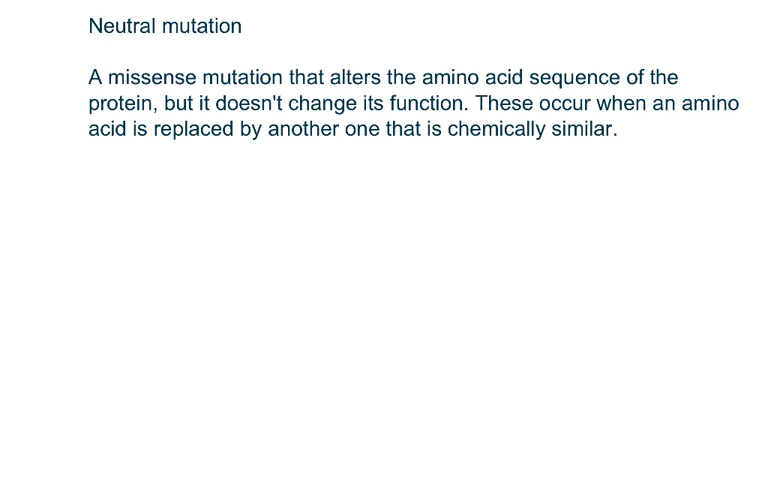 Neutral mutation
A missense mutation that alters the amino acid sequence of the
protein, but it doesn't change its function. These occur when an amino
acid is replaced by another one that is chemically similar.